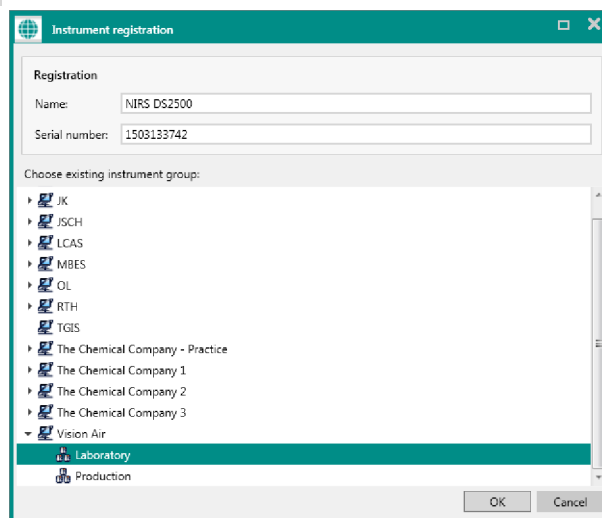 Instrument registration
Registration
Name: NIRS DS2500
Serial number: 1503133742
Choose existing instrument group:
JK
JSCH
LCAS
MBES
OL
RTH
TGIS
The Chemical Company - Practice
The Chemical Company 1
The Chemical Company 2
The Chemical Company 3
Vision Air
Laboratory
Production
OK Cancel